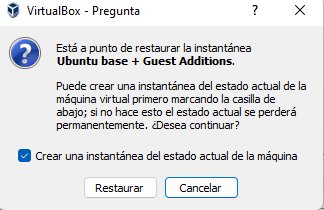 VirtualBox - Pregunta
Está a punto de restaurar la instantánea
Ubuntu base + Guest Additions.
Puede crear una instantánea del estado actual de la
máquina virtual primero marcando la casilla de
abajo; si no hace esto el estado actual se perderá
permanentemente. ¿Desea continuar?
Crear una instantánea del estado actual de la máquina
Restaurar
Cancelar